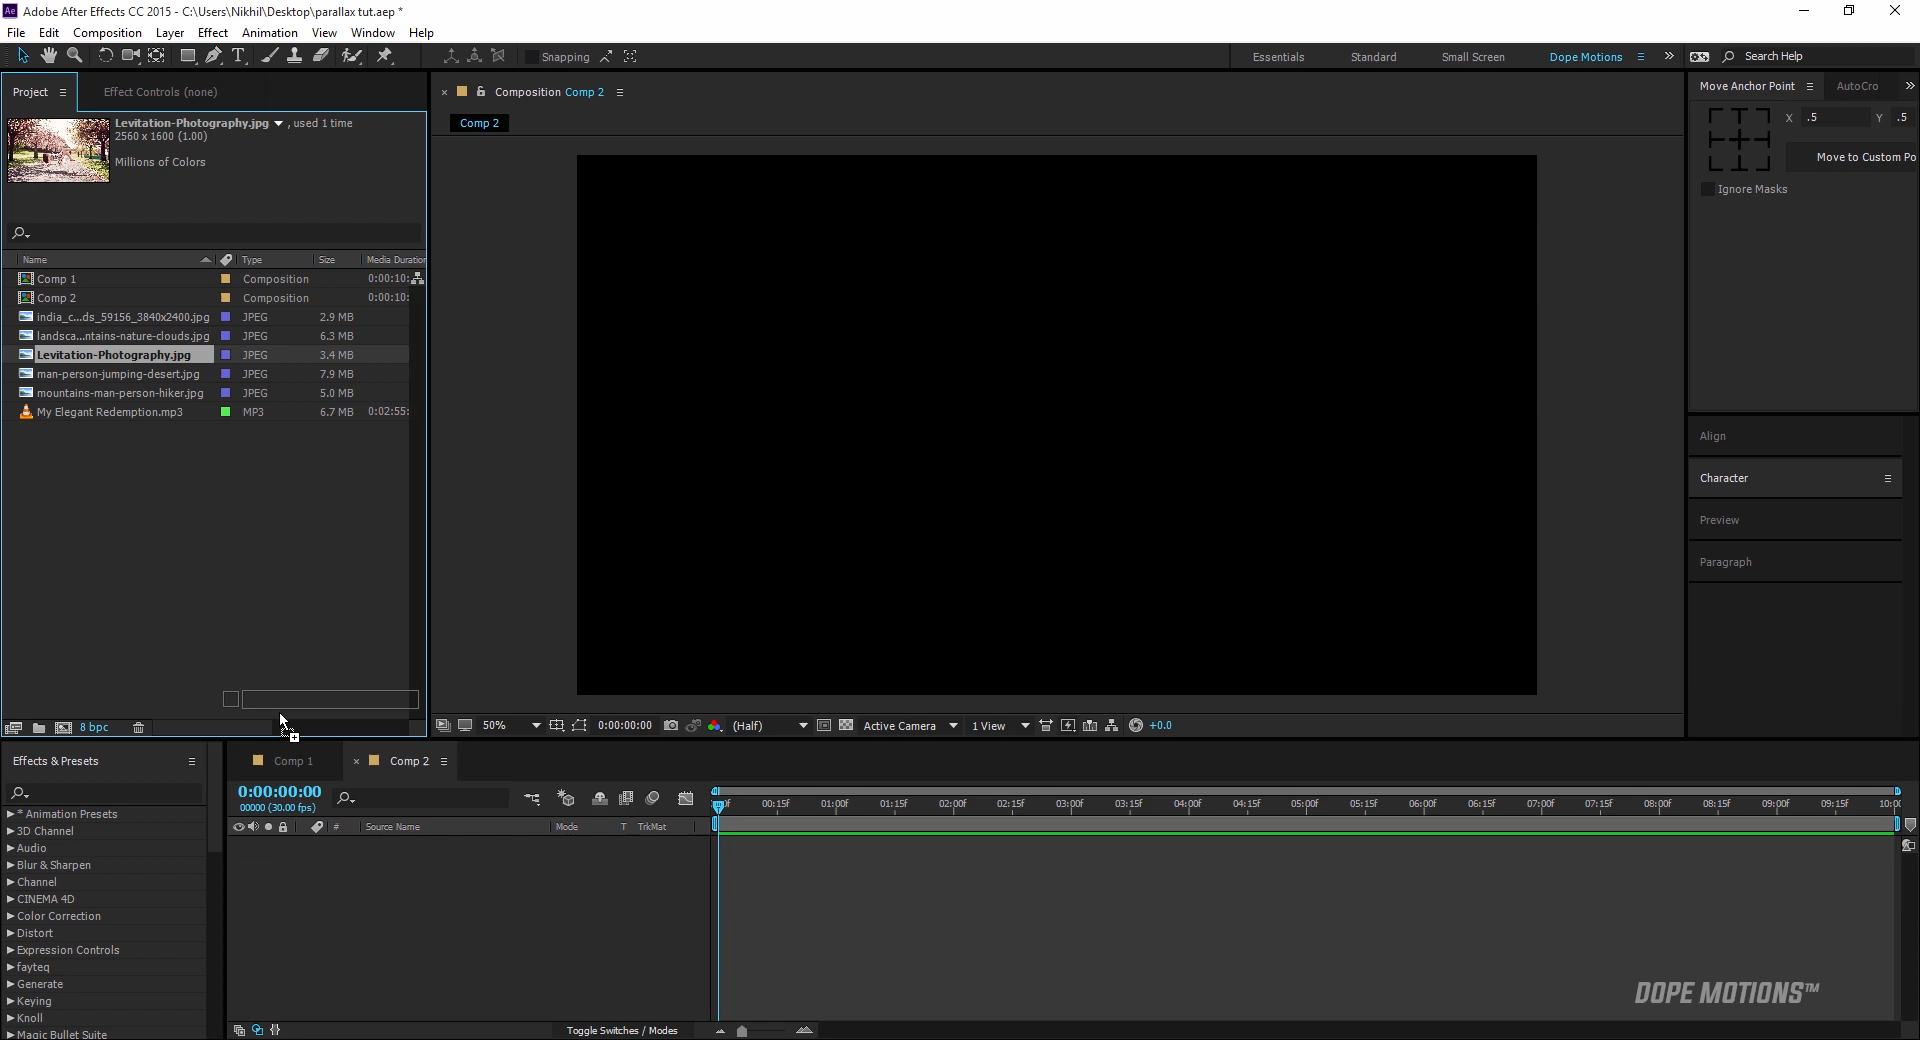 Adobe After Effects CC 2015 - C:\Users\Nikhil\Desktop\parallax tut.aep *
File Edit Composition Layer Effect Animation View Window Help
Snapping
Essentials Standard Small Screen Dope Motions Search Help
Project Effect Controls (none)
Composition Comp 2
Move Anchor Point AutoCro
Comp 2
Levitation-Photography.jpg , used 1 time
2560 x 1600 (1.00)
Millions of Colors
X .5 Y .5
Move to Custom Po
Ignore Masks
Name Type Size Media Duration
Comp 1 Composition 0:00:10:
Comp 2 Composition 0:00:10:
india_c...ds_59156_3840x2400.jpg JPEG 2.9 MB
landsca...ntains-nature-clouds.jpg JPEG 6.3 MB
Levitation-Photography.jpg JPEG 3.4 MB
man-person-jumping-desert.jpg JPEG 7.9 MB
mountains-man-person-hiker.jpg JPEG 5.0 MB
My Elegant Redemption.mp3 MP3 6.7 MB 0:02:55:
Align
Character
Preview
Paragraph
8 bpc
50% 0:00:00:00 (Half) Active Camera 1 View +0.0
Effects & Presets
Comp 1 Comp 2
0:00:00:00
00000 (30.00 fps)
00:15f 01:00f 01:15f 02:00f 02:15f 03:00f 03:15f 04:00f 04:15f 05:00f 05:15f 06:00f 06:15f 07:00f 07:15f 08:00f 08:15f 09:00f 09:15f 10:00
# Source Name Mode T TrkMat
* Animation Presets
3D Channel
Audio
Blur & Sharpen
Channel
CINEMA 4D
Color Correction
Distort
Expression Controls
fayteq
Generate
Keying
Knoll
Magic Bullet Suite
Toggle Switches / Modes
DOPE MOTIONS™